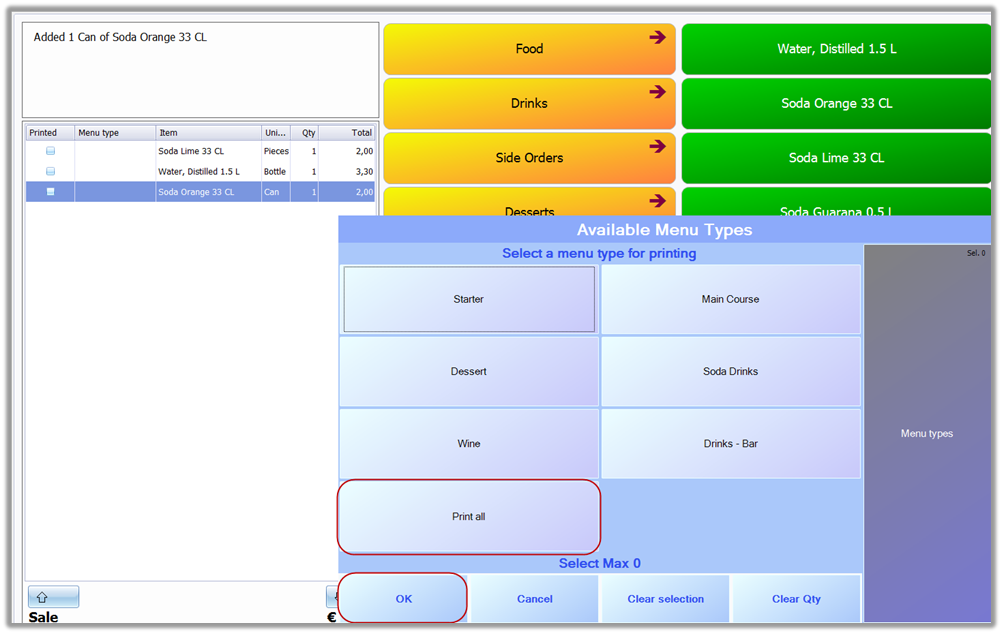 Added 1 Can of Soda Orange 33 CL
Food
Water, Distilled 1.5 L
Drinks
Soda Orange 33 CL
Side Orders
Soda Lime 33 CL
Desserts
Soda Guarana 0.5 L
Printed Menu type Item Uni... Qty Total
Soda Lime 33 CL Pieces 1 2,00
Water, Distilled 1.5 L Bottle 1 3,30
Soda Orange 33 CL Can 1 2,00
Available Menu Types
Select a menu type for printing
Sel. 0
Starter
Main Course
Dessert
Soda Drinks
Wine
Drinks - Bar
Menu types
Print all
Select Max 0
OK
Cancel
Clear selection
Clear Qty
Sale €